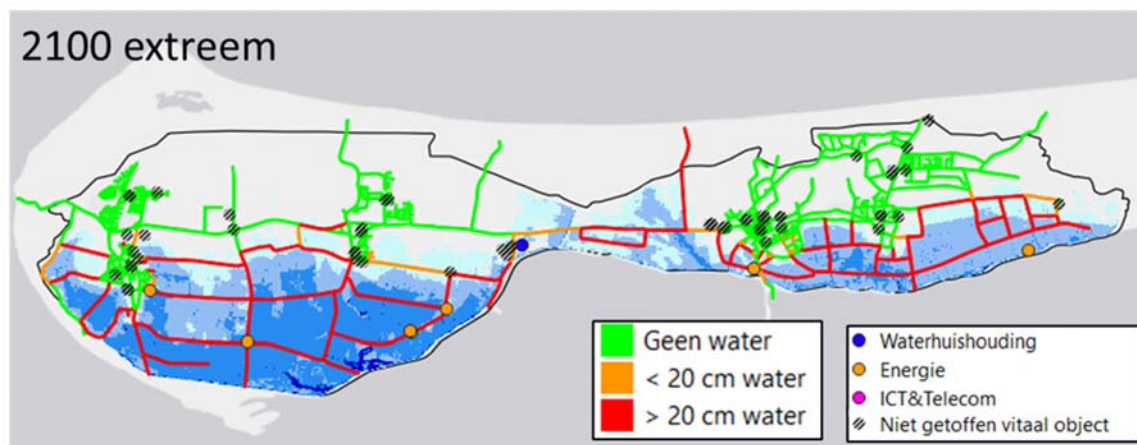 2100 extreem
Geen water
< 20 cm water
> 20 cm water
Waterhuishouding
Energie
ICT&Telecom
Niet getoffen vitaal object